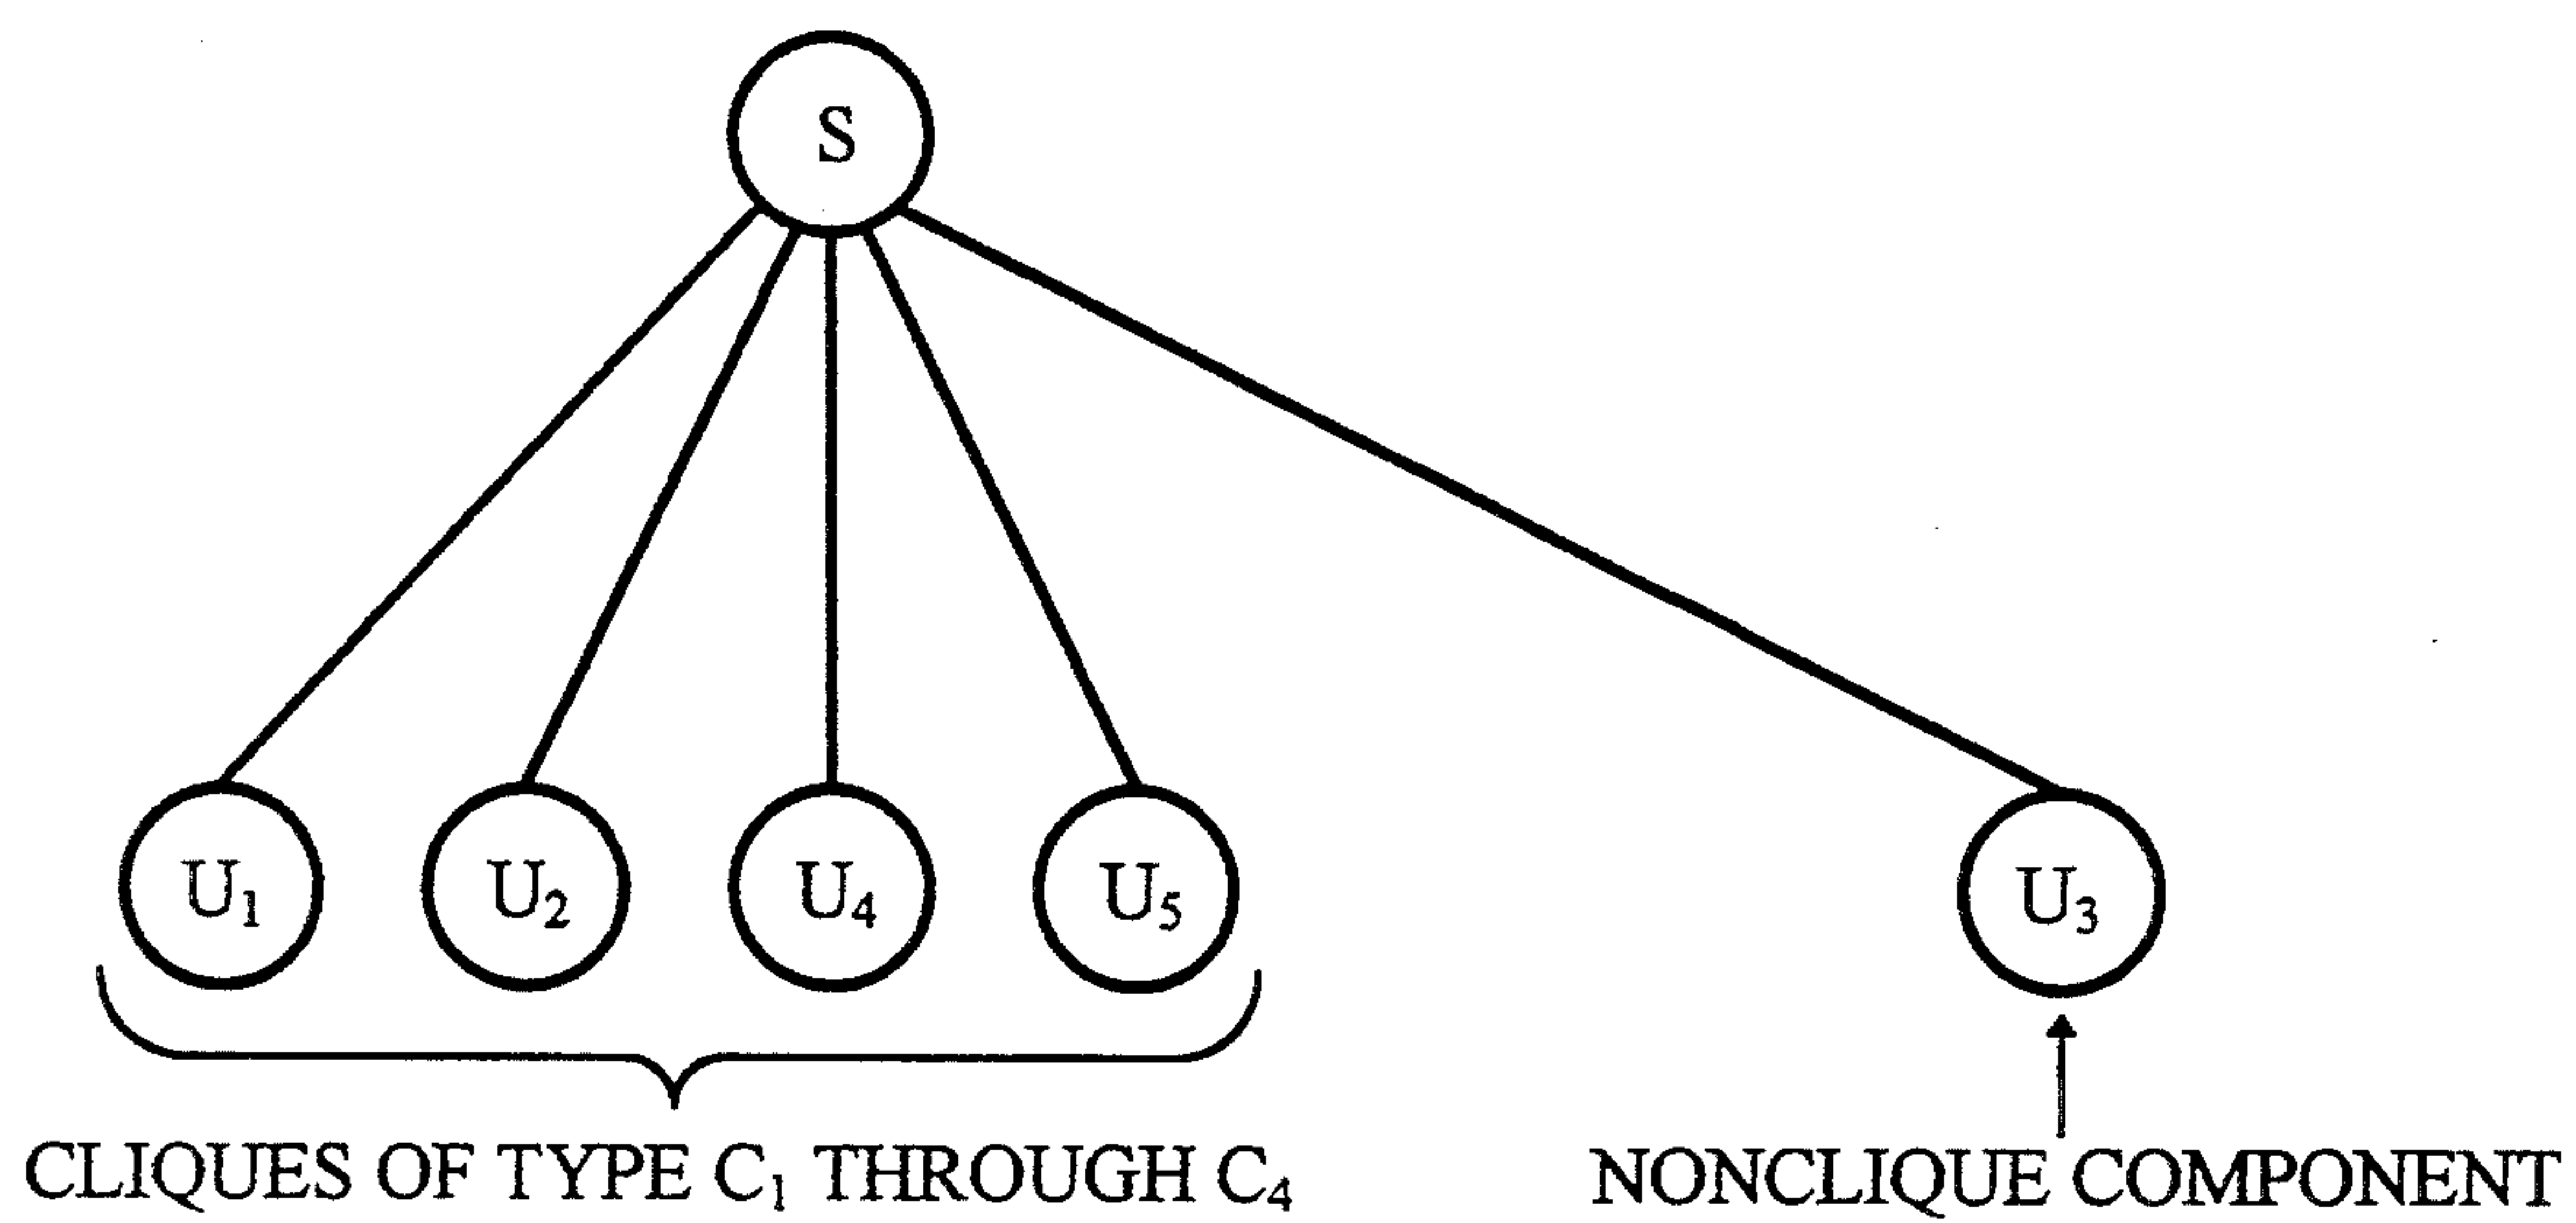 S
U₁ U₂ U₄ U₅ U₃
CLIQUES OF TYPE C₁ THROUGH C₄ NONCLIQUE COMPONENT